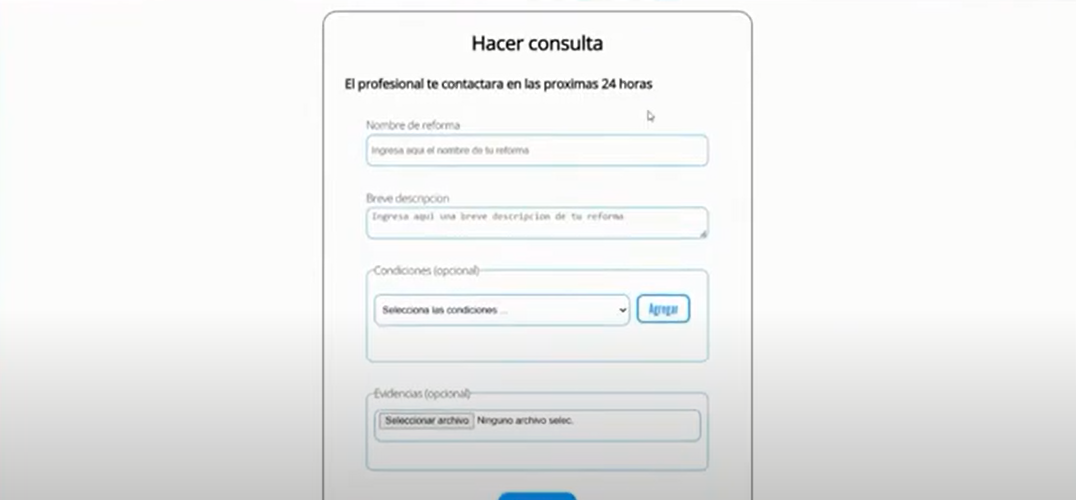 Hacer consulta
El profesional te contactara en las proximas 24 horas
Nombre de reforma
Ingresa aqui el nombre de tu reforma
Breve descripcion
Ingresa aqui una breve descripcion de tu reforma
Condiciones (opcional)
Selecciona las condiciones ...
Agregar
Evidencias (opcional)
Seleccionar archivo Ninguno archivo selec.